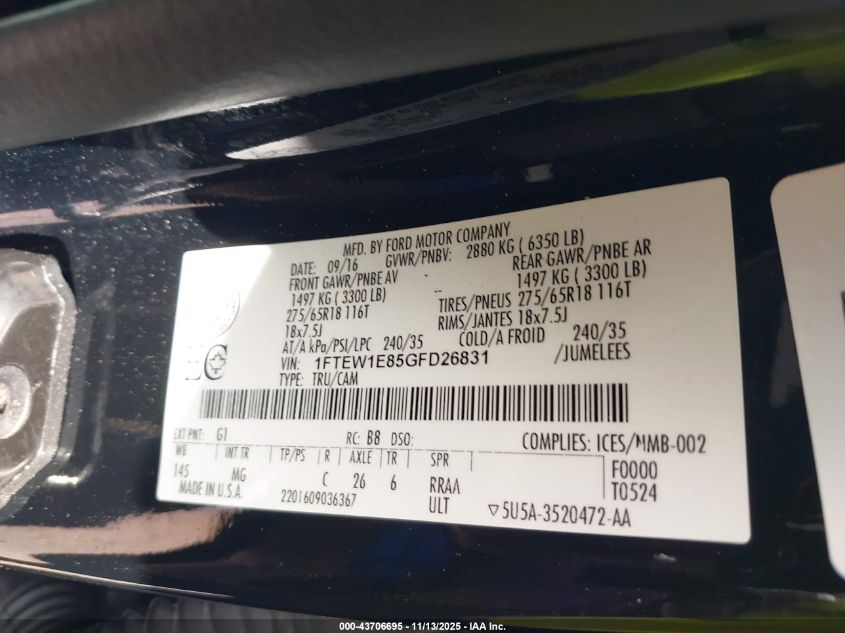 MFD. BY FORD MOTOR COMPANY
DATE: 09/16 GVWR/PNBV: 2880 KG ( 6350 LB)
FRONT GAWR/PNBE AV REAR GAWR/PNBE AR
1497 KG ( 3300 LB) 1497 KG ( 3300 LB)
275/65R18 116T TIRES/PNEUS 275/65R18 116T
18x7.5J RIMS/JANTES 18x7.5J
AT/A kPa/PSI/LPC 240/35 COLD/A FROID 240/35
VIN: 1FTEW1E85GFD26831 /JUMELEES
TYPE: TRU/CAM
EXT PNT: G1 RC: B8 DSO: COMPLIES: ICES/NMB-002
WB INT TR TP/PS R AXLE TR SPR F0000
145 MG C 26 6 RRAA T0524
MADE IN U.S.A. 2201609036367 ULT ▽5U5A-3520472-AA
000-43706695 - 11/13/2025 - IAA Inc.